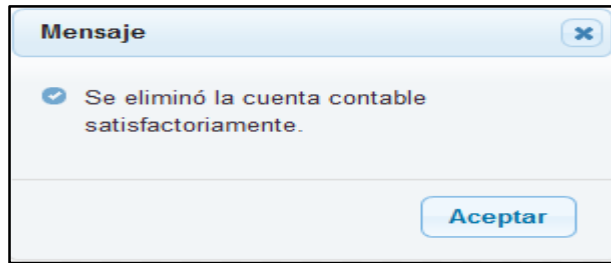 Mensaje
Se eliminó la cuenta contable
satisfactoriamente.
Aceptar